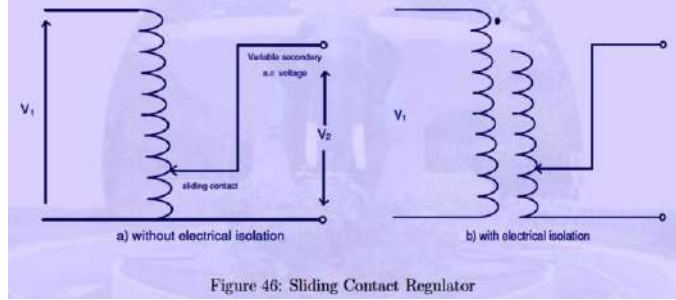 Variable secondary
a.c voltage
V₁
V₂
V₁
sliding contact
a) without electrical isolation
b) with electrical isolation
Figure 46: Sliding Contact Regulator